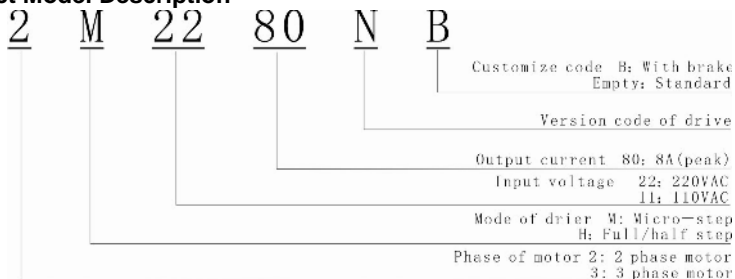 Model Description
2 M 22 80 N B
Customize code B: With brake
Empty: Standard
Version code of drive
Output current 80: 8A(peak)
Input voltage 22: 220VAC
11: 110VAC
Mode of drier M: Micro-step
H: Full/half step
Phase of motor 2: 2 phase motor
3: 3 phase motor